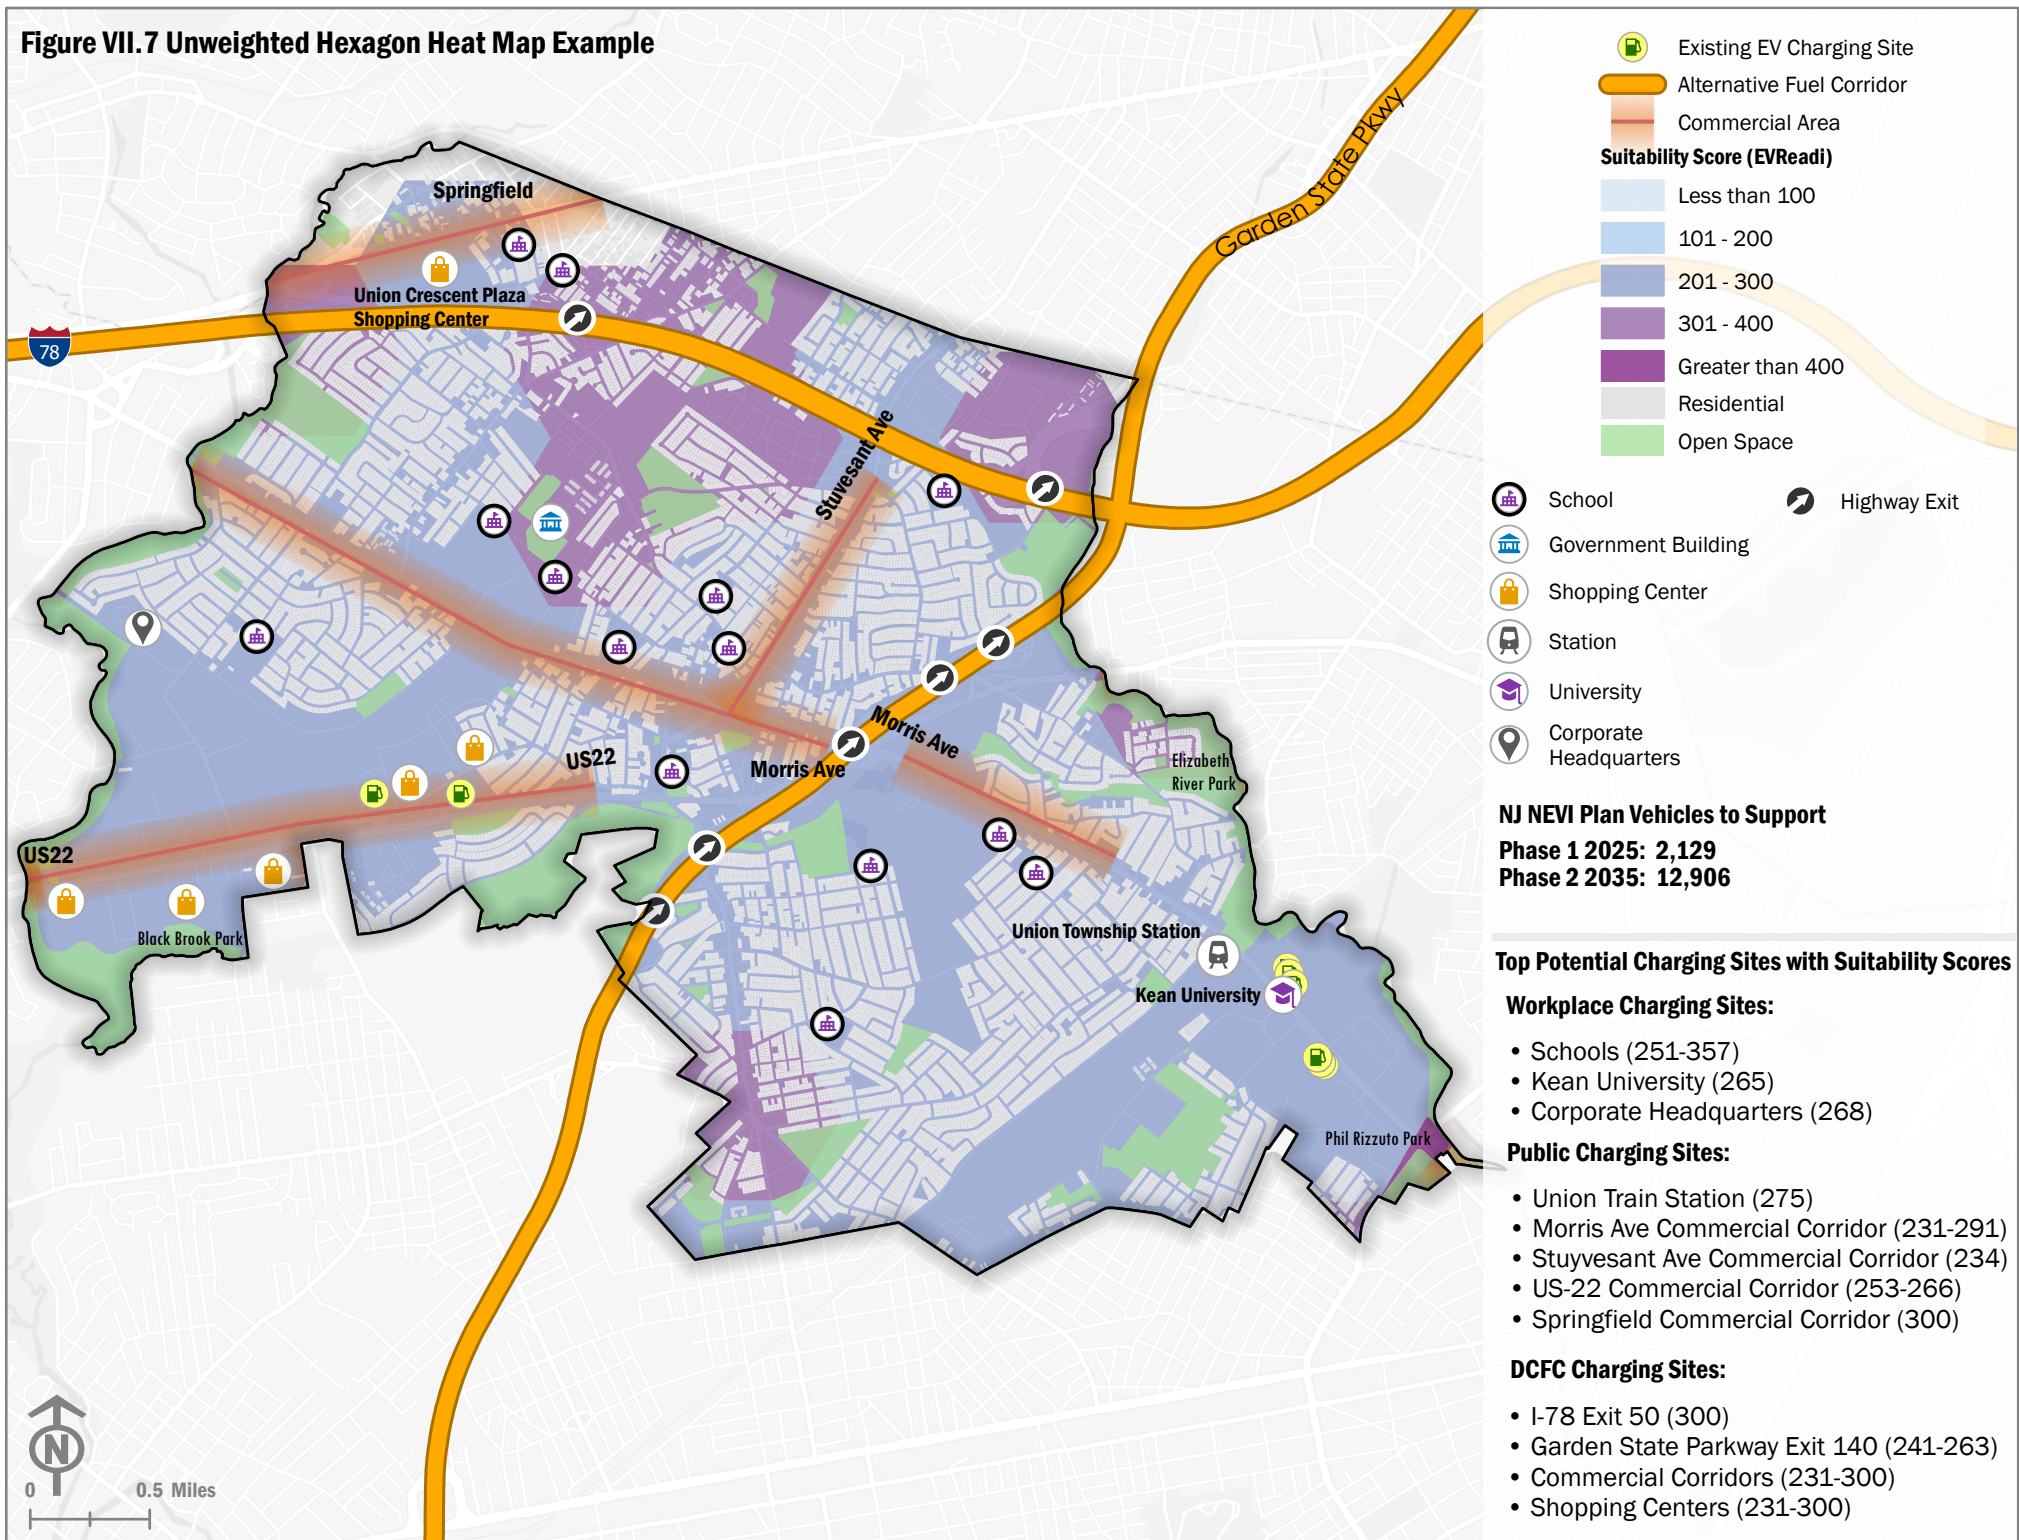 Figure VII.7 Unweighted Hexagon Heat Map Example
Springfield
Union Crescent Plaza
Shopping Center
78
Garden State Pkwy
Stuvesant Ave
US22
Morris Ave
Morris Ave
Elizabeth
River Park
US22
Black Brook Park
Union Township Station
Kean University
Phil Rizzuto Park
N
0
0.5 Miles
Existing EV Charging Site
Alternative Fuel Corridor
Commercial Area
Suitability Score (EVReadi)
Less than 100
101 - 200
201 - 300
301 - 400
Greater than 400
Residential
Open Space
School
Highway Exit
Government Building
Shopping Center
Station
University
Corporate
Headquarters
NJ NEVI Plan Vehicles to Support
Phase 1 2025: 2,129
Phase 2 2035: 12,906
Top Potential Charging Sites with Suitability Scores
Workplace Charging Sites:
• Schools (251-357)
• Kean University (265)
• Corporate Headquarters (268)
Public Charging Sites:
• Union Train Station (275)
• Morris Ave Commercial Corridor (231-291)
• Stuyvesant Ave Commercial Corridor (234)
• US-22 Commercial Corridor (253-266)
• Springfield Commercial Corridor (300)
DCFC Charging Sites:
• I-78 Exit 50 (300)
• Garden State Parkway Exit 140 (241-263)
• Commercial Corridors (231-300)
• Shopping Centers (231-300)